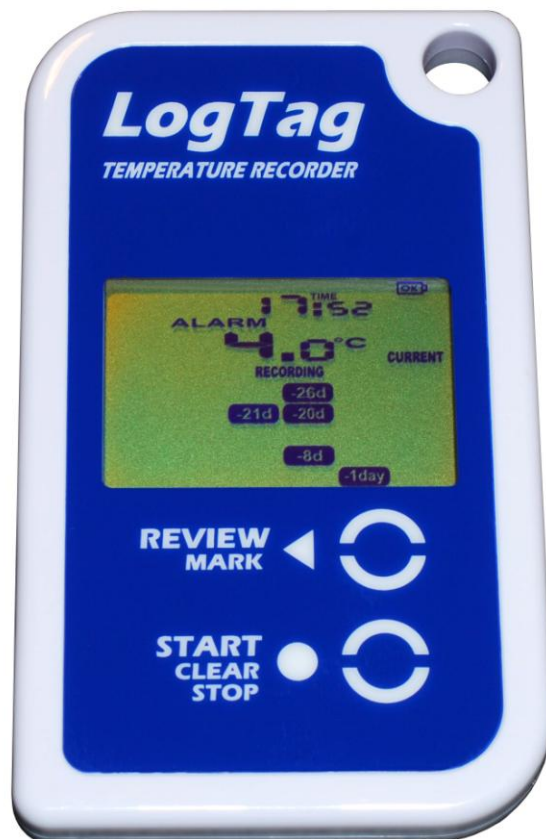 LogTag
TEMPERATURE RECORDER
OK
TIME
17:52
ALARM
4.0°C
CURRENT
RECORDING
-26d
-21d -20d
-8d
-1day
REVIEW
MARK
START
CLEAR
STOP